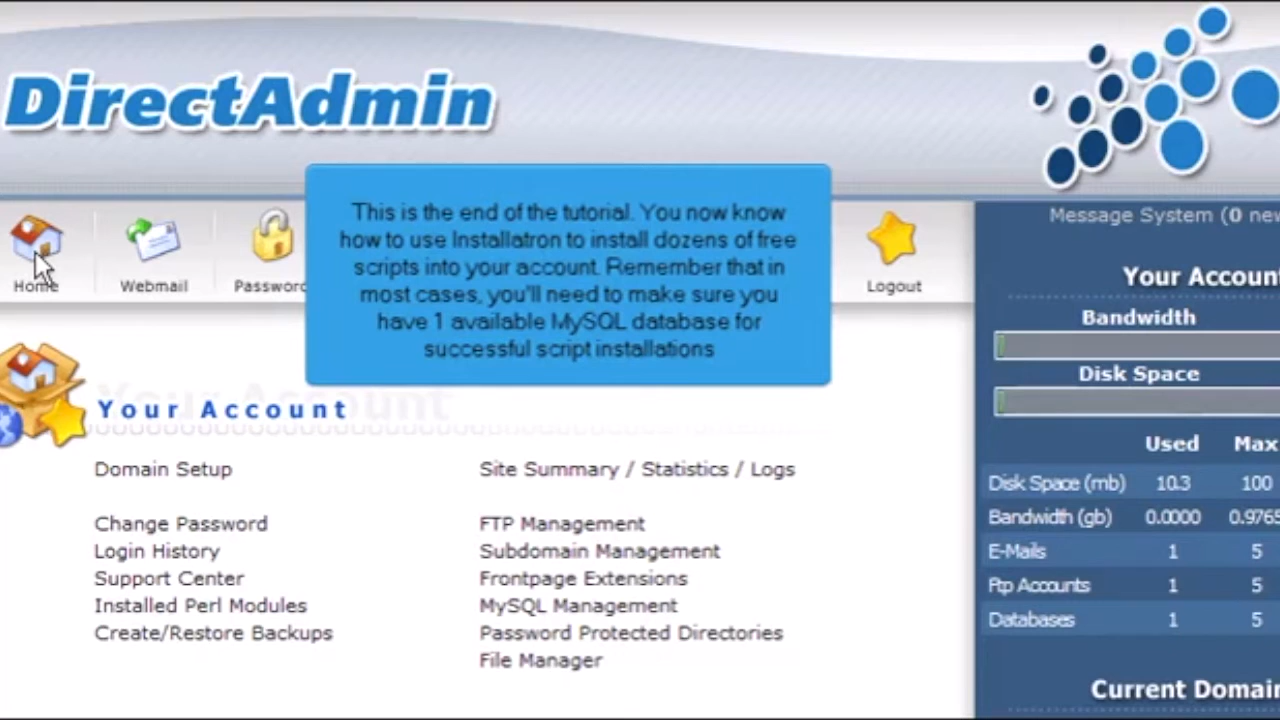 DirectAdmin
Message System (0 new
Home
Webmail
Password
Logout
This is the end of the tutorial. You now know
how to use Installatron to install dozens of free
scripts into your account. Remember that in
most cases, you'll need to make sure you
have 1 available MySQL database for
successful script installations
Your Account
Domain Setup
Site Summary / Statistics / Logs
Change Password
FTP Management
Login History
Subdomain Management
Support Center
Frontpage Extensions
Installed Perl Modules
MySQL Management
Create/Restore Backups
Password Protected Directories
File Manager
Your Accoun
Bandwidth
Disk Space
Used Max
Disk Space (mb) 10.3 100
Bandwidth (gb) 0.0000 0.9765
E-Mails 1 5
Ftp Accounts 1 5
Databases 1 5
Current Domain